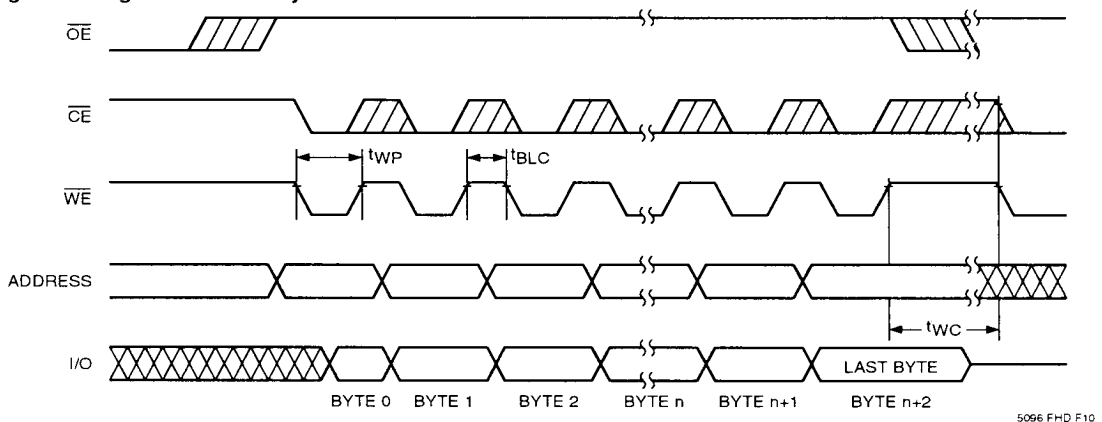 OE
CE
tWP
tBLC
WE
ADDRESS
tWC
I/O
LAST BYTE
BYTE 0 BYTE 1 BYTE 2 BYTE n BYTE n+1 BYTE n+2
5096 FHD F10